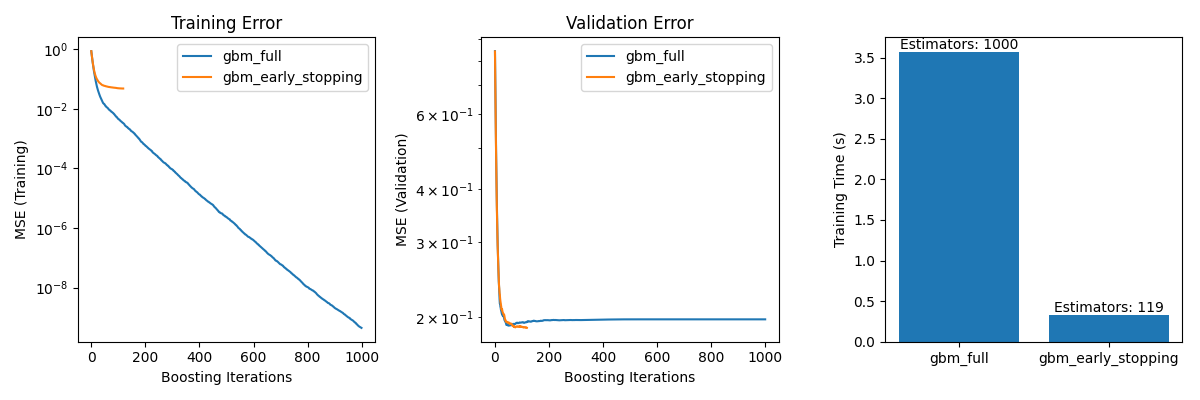 Training Error
MSE (Training)
10⁰
10⁻²
10⁻⁴
10⁻⁶
10⁻⁸
gbm_full
gbm_early_stopping
0 200 400 600 800 1000
Boosting Iterations
Validation Error
MSE (Validation)
6 × 10⁻¹
4 × 10⁻¹
3 × 10⁻¹
2 × 10⁻¹
gbm_full
gbm_early_stopping
0 200 400 600 800 1000
Boosting Iterations
Training Time (s)
3.5
3.0
2.5
2.0
1.5
1.0
0.5
0.0
Estimators: 1000
Estimators: 119
gbm_full gbm_early_stopping